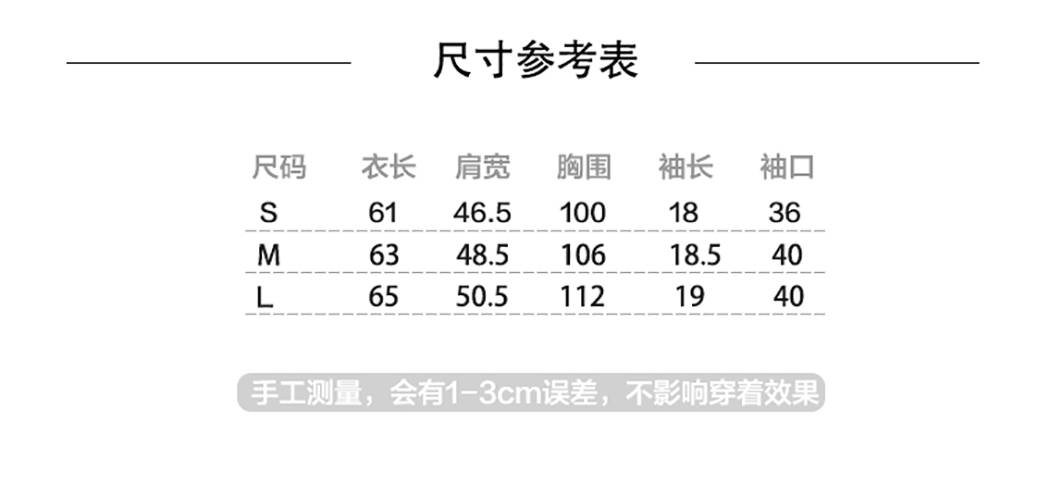 尺寸参考表
尺码 衣长 肩宽 胸围 袖长 袖口
S 61 46.5 100 18 36
M 63 48.5 106 18.5 40
L 65 50.5 112 19 40
手工测量，会有1-3cm误差，不影响穿着效果